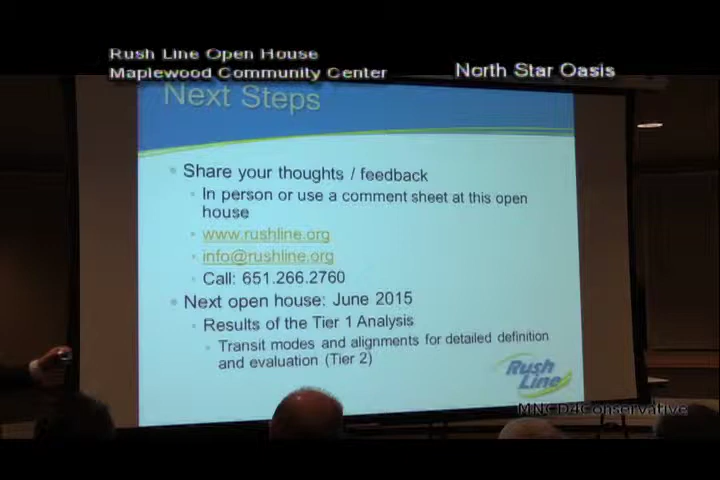 Rush Line Open House
Maplewood Community Center
North Star Oasis
Next Steps
Share your thoughts / feedback
In person or use a comment sheet at this open
house
www.rushline.org
info@rushline.org
Call: 651.266.2760
Next open house: June 2015
Results of the Tier 1 Analysis
Transit modes and alignments for detailed definition
and evaluation (Tier 2)
Rush
Line
MNCD4Conservative